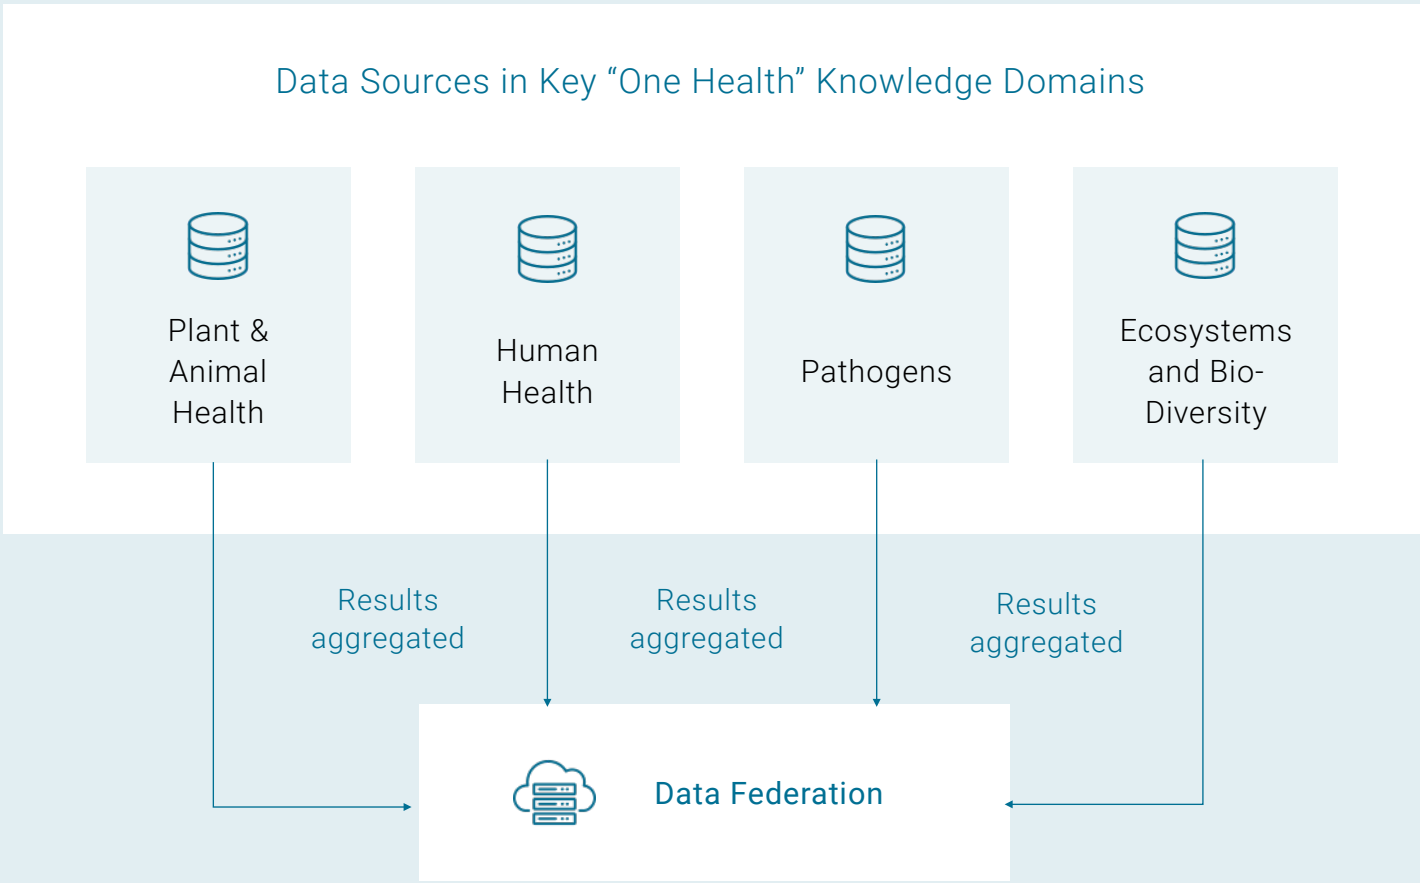 Data Sources in Key “One Health” Knowledge Domains
Plant &
Animal
Health
Human
Health
Pathogens
Ecosystems
and Bio-
Diversity
Results
aggregated
Results
aggregated
Results
aggregated
Data Federation